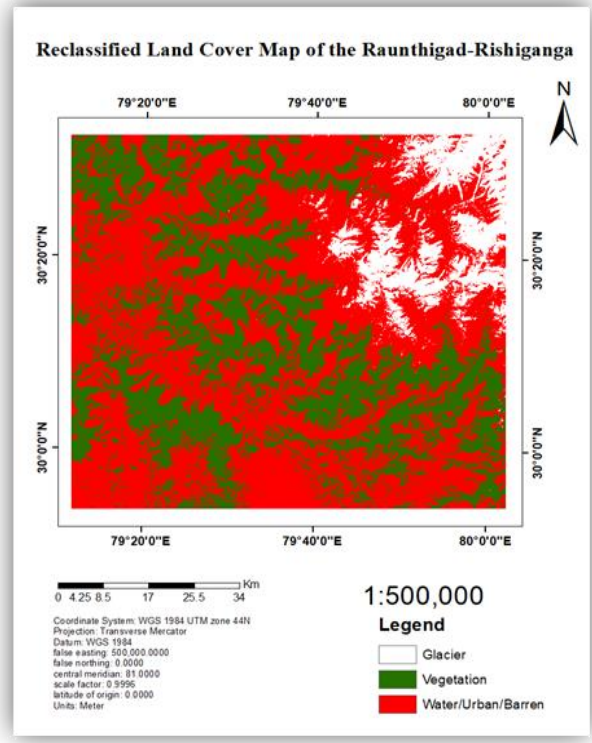 Reclassified Land Cover Map of the Raunthigad-Rishiganga
N
79°20'0"E 79°40'0"E 80°0'0"E
30°20'0"N 30°20'0"N
30°0'0"N 30°0'0"N
79°20'0"E 79°40'0"E 80°0'0"E
Km
0 4.25 8.5 17 25.5 34
Coordinate System: WGS 1984 UTM zone 44N
Projection: Transverse Mercator
Datum: WGS 1984
false easting: 500,000.0000
false northing: 0.0000
central meridian: 81.0000
scale factor: 0.9996
latitude of origin: 0.0000
Units: Meter
1:500,000
Legend
Glacier
Vegetation
Water/Urban/Barren